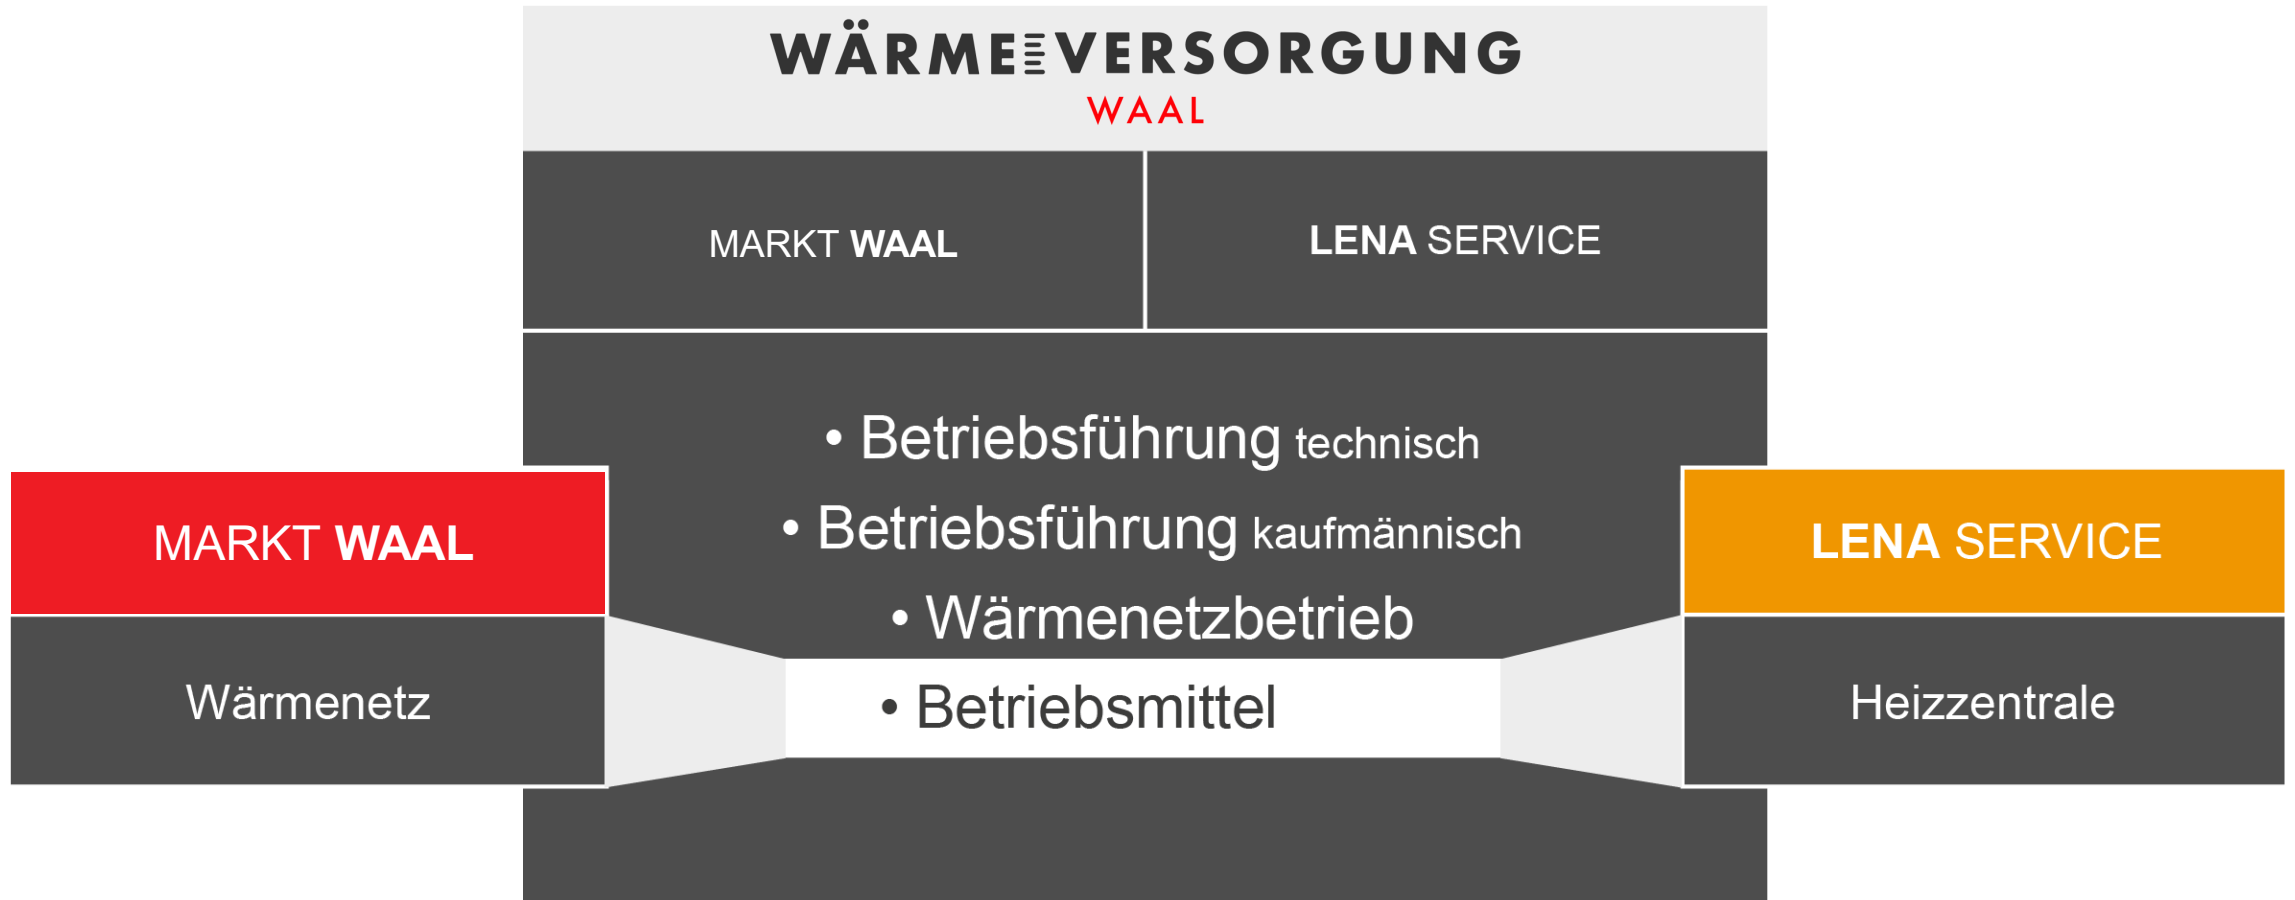 WÄRMEVERSORGUNG
WAAL
MARKT WAAL
LENA SERVICE
• Betriebsführung technisch
• Betriebsführung kaufmännisch
• Wärmenetzbetrieb
• Betriebsmittel
MARKT WAAL
Wärmenetz
LENA SERVICE
Heizzentrale